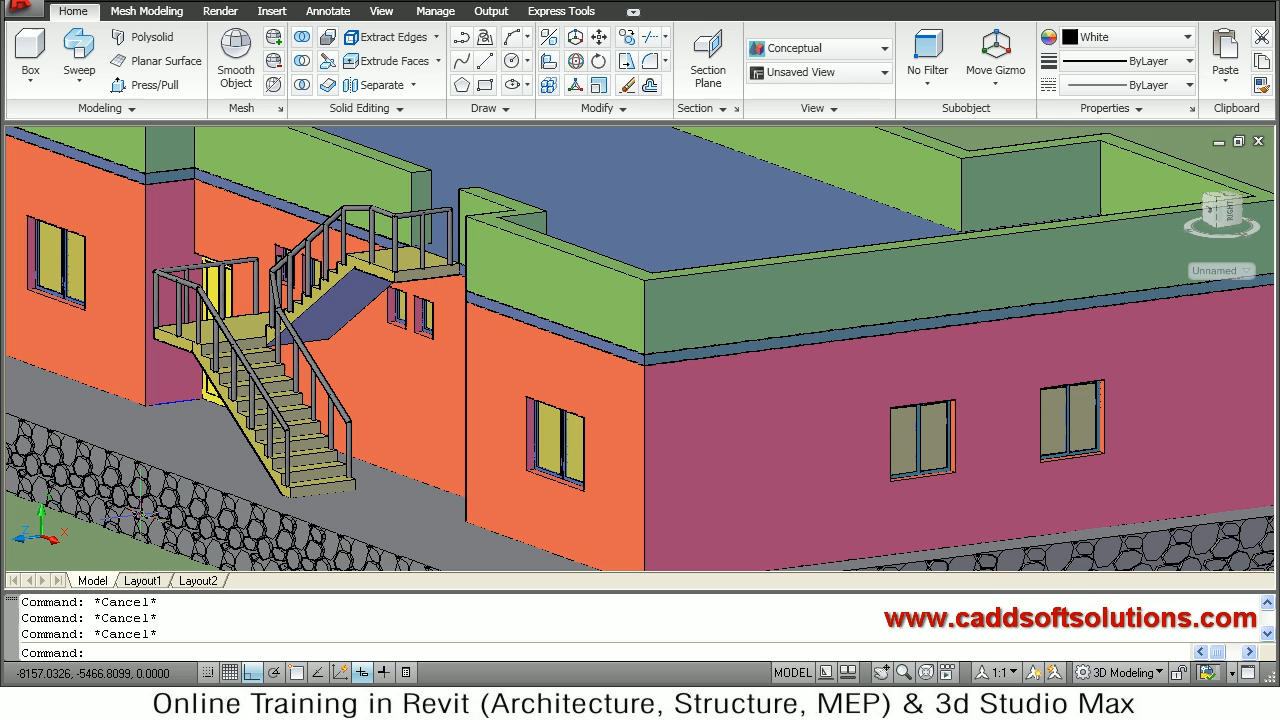 Home Mesh Modeling Render Insert Annotate View Manage Output Express Tools
Box
Sweep
Polysolid
Planar Surface
Press/Pull
Smooth
Object
Extract Edges
Extrude Faces
Separate
Section
Plane
Conceptual
Unsaved View
No Filter
Move Gizmo
White
ByLayer
ByLayer
Paste
Modeling Mesh Solid Editing Draw Modify Section View Subobject Properties Clipboard
RIGHT
Unnamed
Z
X
Model Layout1 Layout2
Command: *Cancel*
Command: *Cancel*
Command: *Cancel*
Command:
www.caddsoftsolutions.com
-8157.0326, -5466.8099, 0.0000 MODEL 1:1 3D Modeling
Online Training in Revit (Architecture, Structure, MEP) & 3d Studio Max